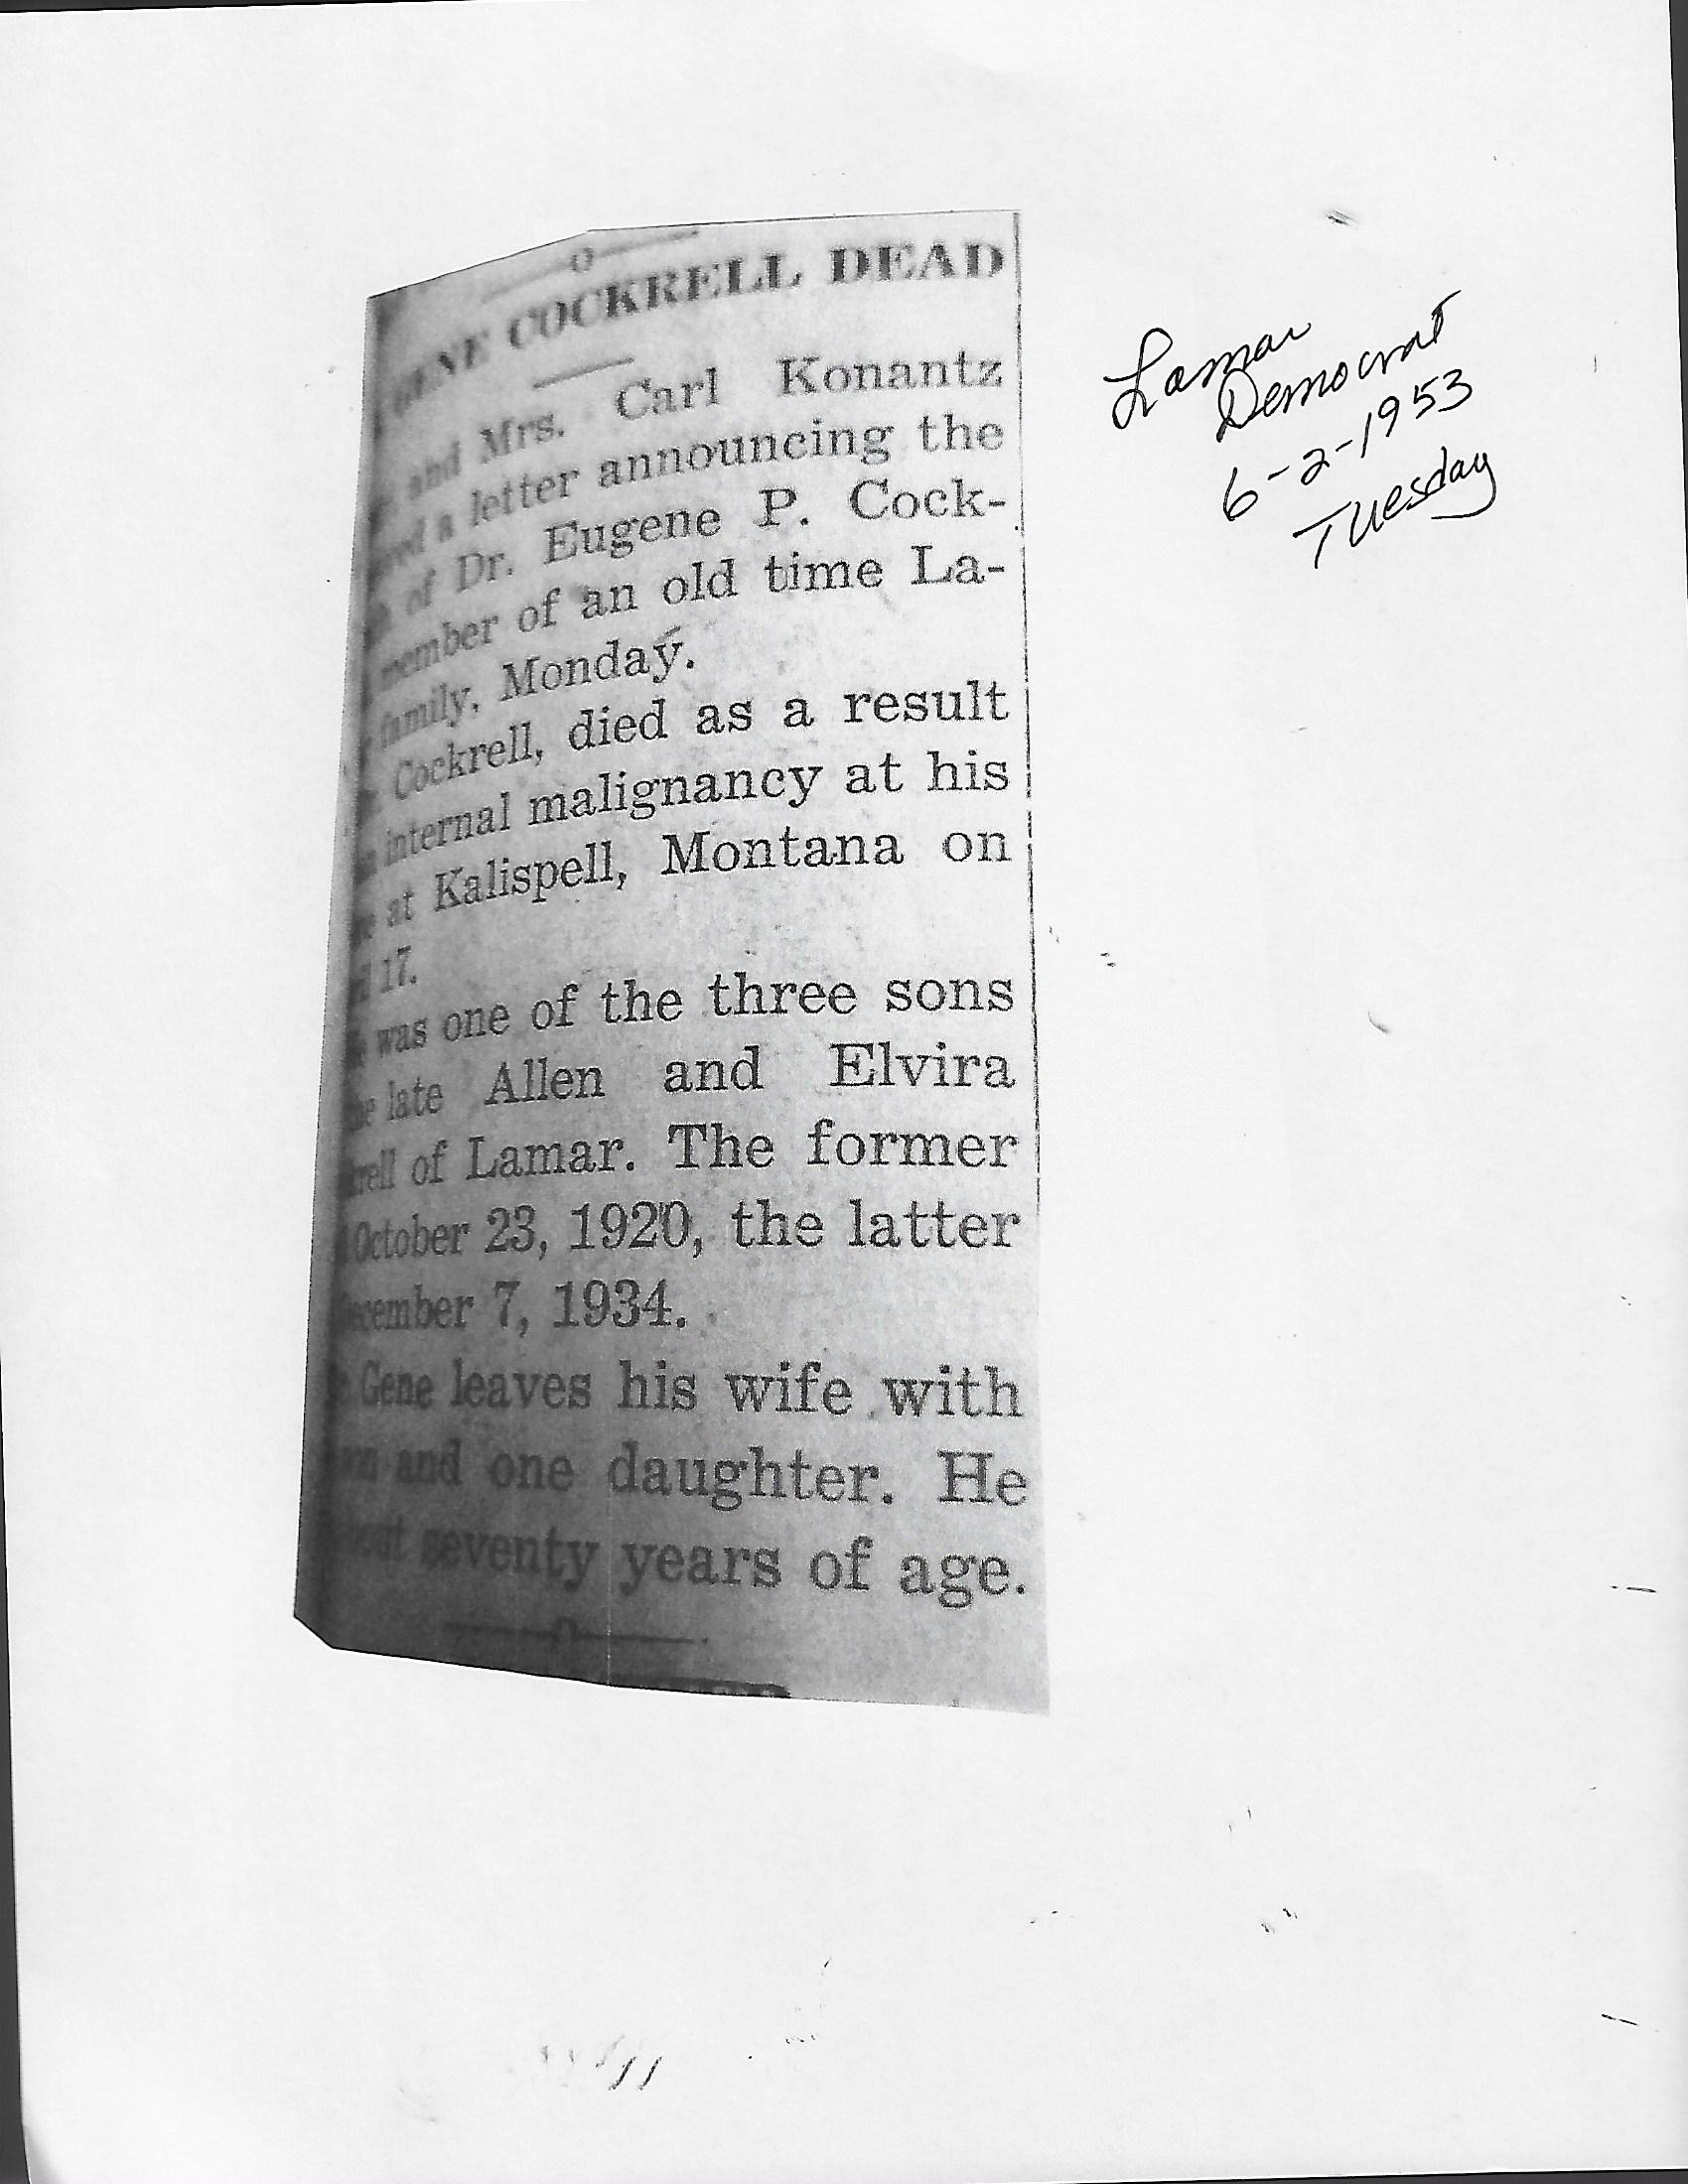 GENE COCKRELL DEAD
and Mrs. Carl Konantz
a letter announcing the
of Dr. Eugene P. Cock-
member of an old time La-
family, Monday.
Cockrell, died as a result
internal malignancy at his
at Kalispell, Montana on
17.
was one of the three sons
late Allen and Elvira
rell of Lamar. The former
October 23, 1920, the latter
December 7, 1934.
Gene leaves his wife with
and one daughter. He
seventy years of age.
Lamar
Democrat
6-2-1953
Tuesday